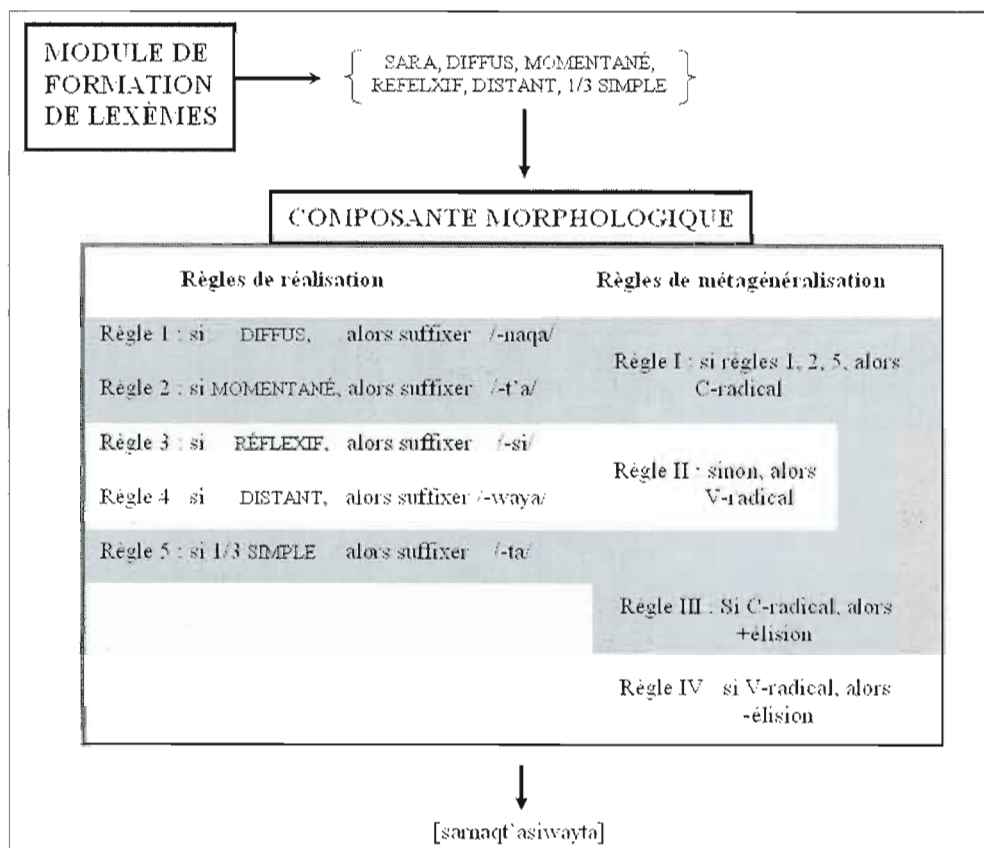 MODULE DE
FORMATION
DE LEXÈMES
SARA, DIFFUS, MOMENTANÉ,
REFELXIF, DISTANT, 1/3 SIMPLE
COMPOSANTE MORPHOLOGIQUE
Règles de réalisation
Règles de métagénéralisation
Règle 1 : si DIFFUS, alors suffixer /-naqa/
Règle 2 : si MOMENTANÉ, alors suffixer /-t'a/
Règle I : si règles 1, 2, 5, alors
C-radical
Règle 3 : si RÉFLEXIF, alors suffixer /-si/
Règle 4 si DISTANT, alors suffixer /-waya/
Règle II : sinon, alors
V-radical
Règle 5 : si 1/3 SIMPLE alors suffixer /-ta/
Règle III : Si C-radical, alors
+élision
Règle IV si V-radical, alors
-élision
[sarnaqt'asiwayta]